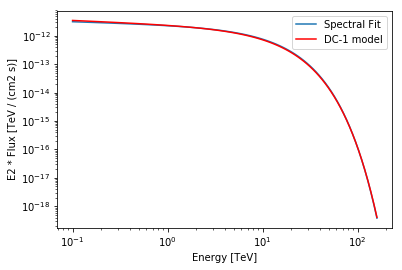 Spectral Fit
DC-1 model
E2 * Flux [TeV / (cm2 s)]
10⁻¹²
10⁻¹³
10⁻¹⁴
10⁻¹⁵
10⁻¹⁶
10⁻¹⁷
10⁻¹⁸
10⁻¹ 10⁰ 10¹ 10²
Energy [TeV]